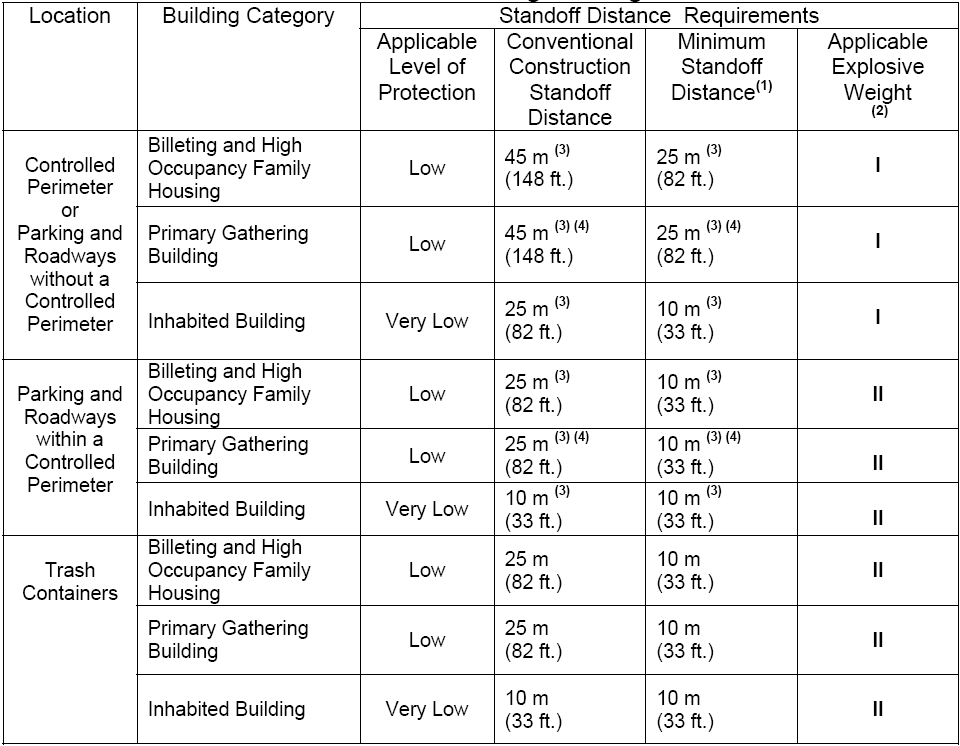 Location
Building Category
Standoff Distance Requirements
Applicable
Level of
Protection
Conventional
Construction
Standoff
Distance
Minimum
Standoff
Distance(1)
Applicable
Explosive
Weight
(2)
Controlled
Perimeter
or
Parking and
Roadways
without a
Controlled
Perimeter
Billeting and High
Occupancy Family
Housing
Low
45 m (3)
(148 ft.)
25 m (3)
(82 ft.)
I
Primary Gathering
Building
Low
45 m (3) (4)
(148 ft.)
25 m (3) (4)
(82 ft.)
I
Inhabited Building
Very Low
25 m (3)
(82 ft.)
10 m (3)
(33 ft.)
I
Parking and
Roadways
within a
Controlled
Perimeter
Billeting and High
Occupancy Family
Housing
Low
25 m (3)
(82 ft.)
10 m (3)
(33 ft.)
II
Primary Gathering
Building
Low
25 m (3) (4)
(82 ft.)
10 m (3) (4)
(33 ft.)
II
Inhabited Building
Very Low
10 m (3)
(33 ft.)
10 m (3)
(33 ft.)
II
Trash
Containers
Billeting and High
Occupancy Family
Housing
Low
25 m
(82 ft.)
10 m
(33 ft.)
II
Primary Gathering
Building
Low
25 m
(82 ft.)
10 m
(33 ft.)
II
Inhabited Building
Very Low
10 m
(33 ft.)
10 m
(33 ft.)
II